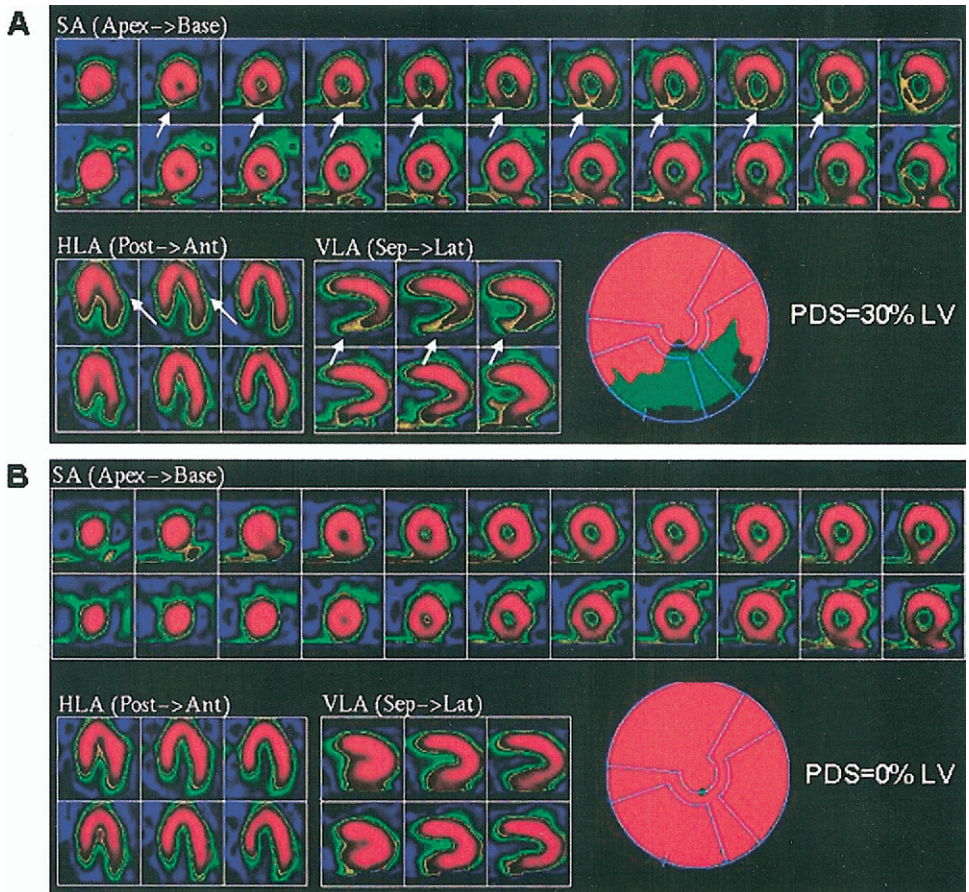 A
SA (Apex->Base)
HLA (Post->Ant)
VLA (Sep->Lat)
PDS=30% LV
B
SA (Apex->Base)
HLA (Post->Ant)
VLA (Sep->Lat)
PDS=0% LV